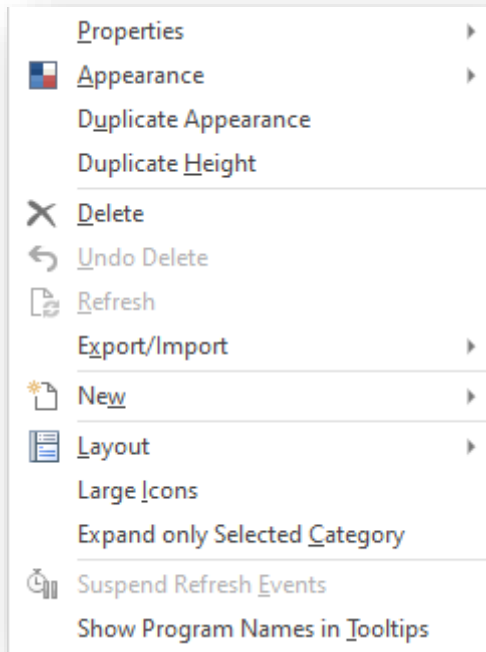 Properties
Appearance
Duplicate Appearance
Duplicate Height
Delete
Undo Delete
Refresh
Export/Import
New
Layout
Large Icons
Expand only Selected Category
Suspend Refresh Events
Show Program Names in Tooltips